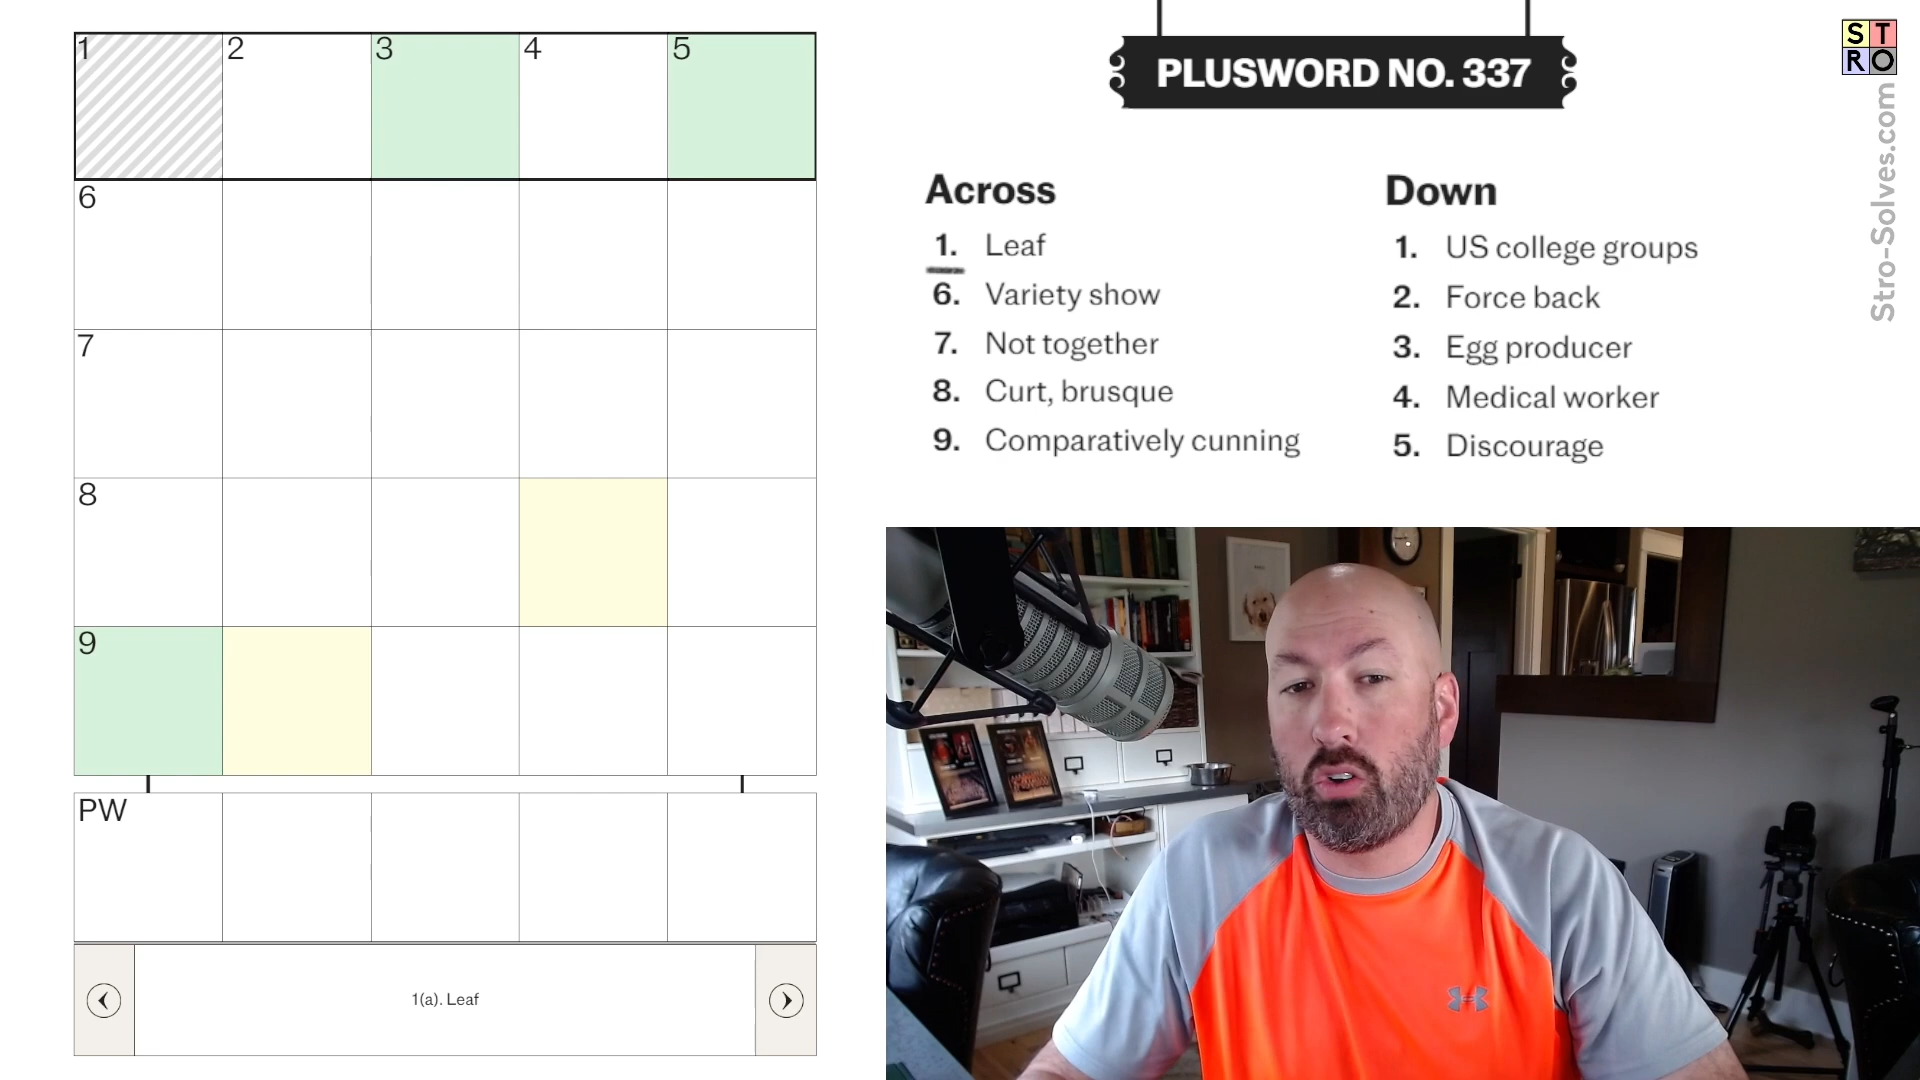 PLUSWORD NO. 337
S T
R O
Stro-Solves.com
1 2 3 4 5
6
7
8
9
PW
1(a). Leaf
Across
1. Leaf
6. Variety show
7. Not together
8. Curt, brusque
9. Comparatively cunning
Down
1. US college groups
2. Force back
3. Egg producer
4. Medical worker
5. Discourage